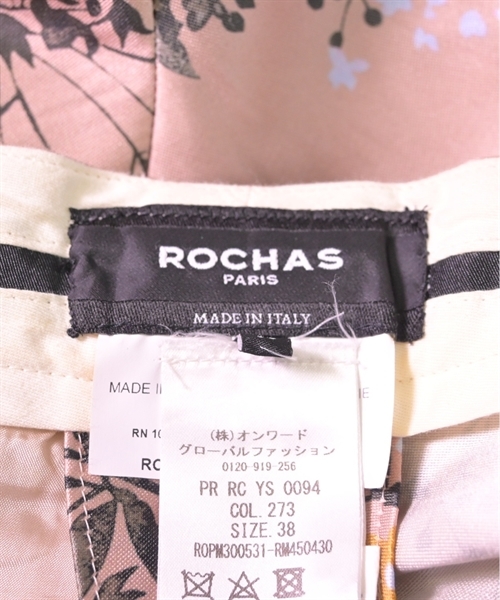 ROCHAS
PARIS
MADE IN ITALY
MADE
RN 10
RO
(株)オンワード
グローバルファッション
0120-919-256
PR RC YS 0094
COL. 273
SIZE. 38
ROPM300531-RM450430